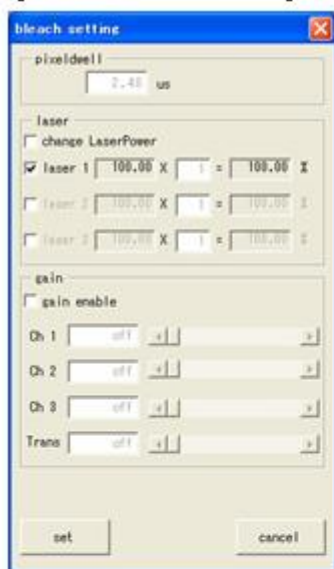 bleach setting
pixeldwell
2.48 us
laser
change LaserPower
laser 1 100.00 X 1 = 100.00 %
laser 2 100.00 X 1 = 100.00 %
laser 3 100.00 X 1 = 100.00 %
gain
gain enable
Ch 1 off
Ch 2 off
Ch 3 off
Trans off
set cancel